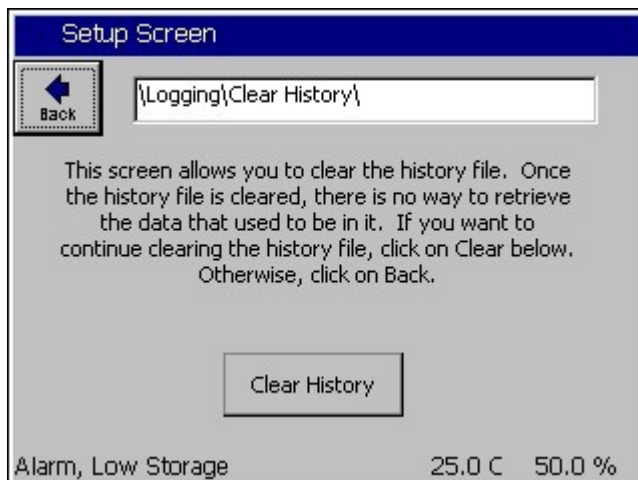 Setup Screen
Back
\Logging\Clear History\
This screen allows you to clear the history file. Once
the history file is cleared, there is no way to retrieve
the data that used to be in it. If you want to
continue clearing the history file, click on Clear below.
Otherwise, click on Back.
Clear History
Alarm, Low Storage 25.0 C 50.0 %